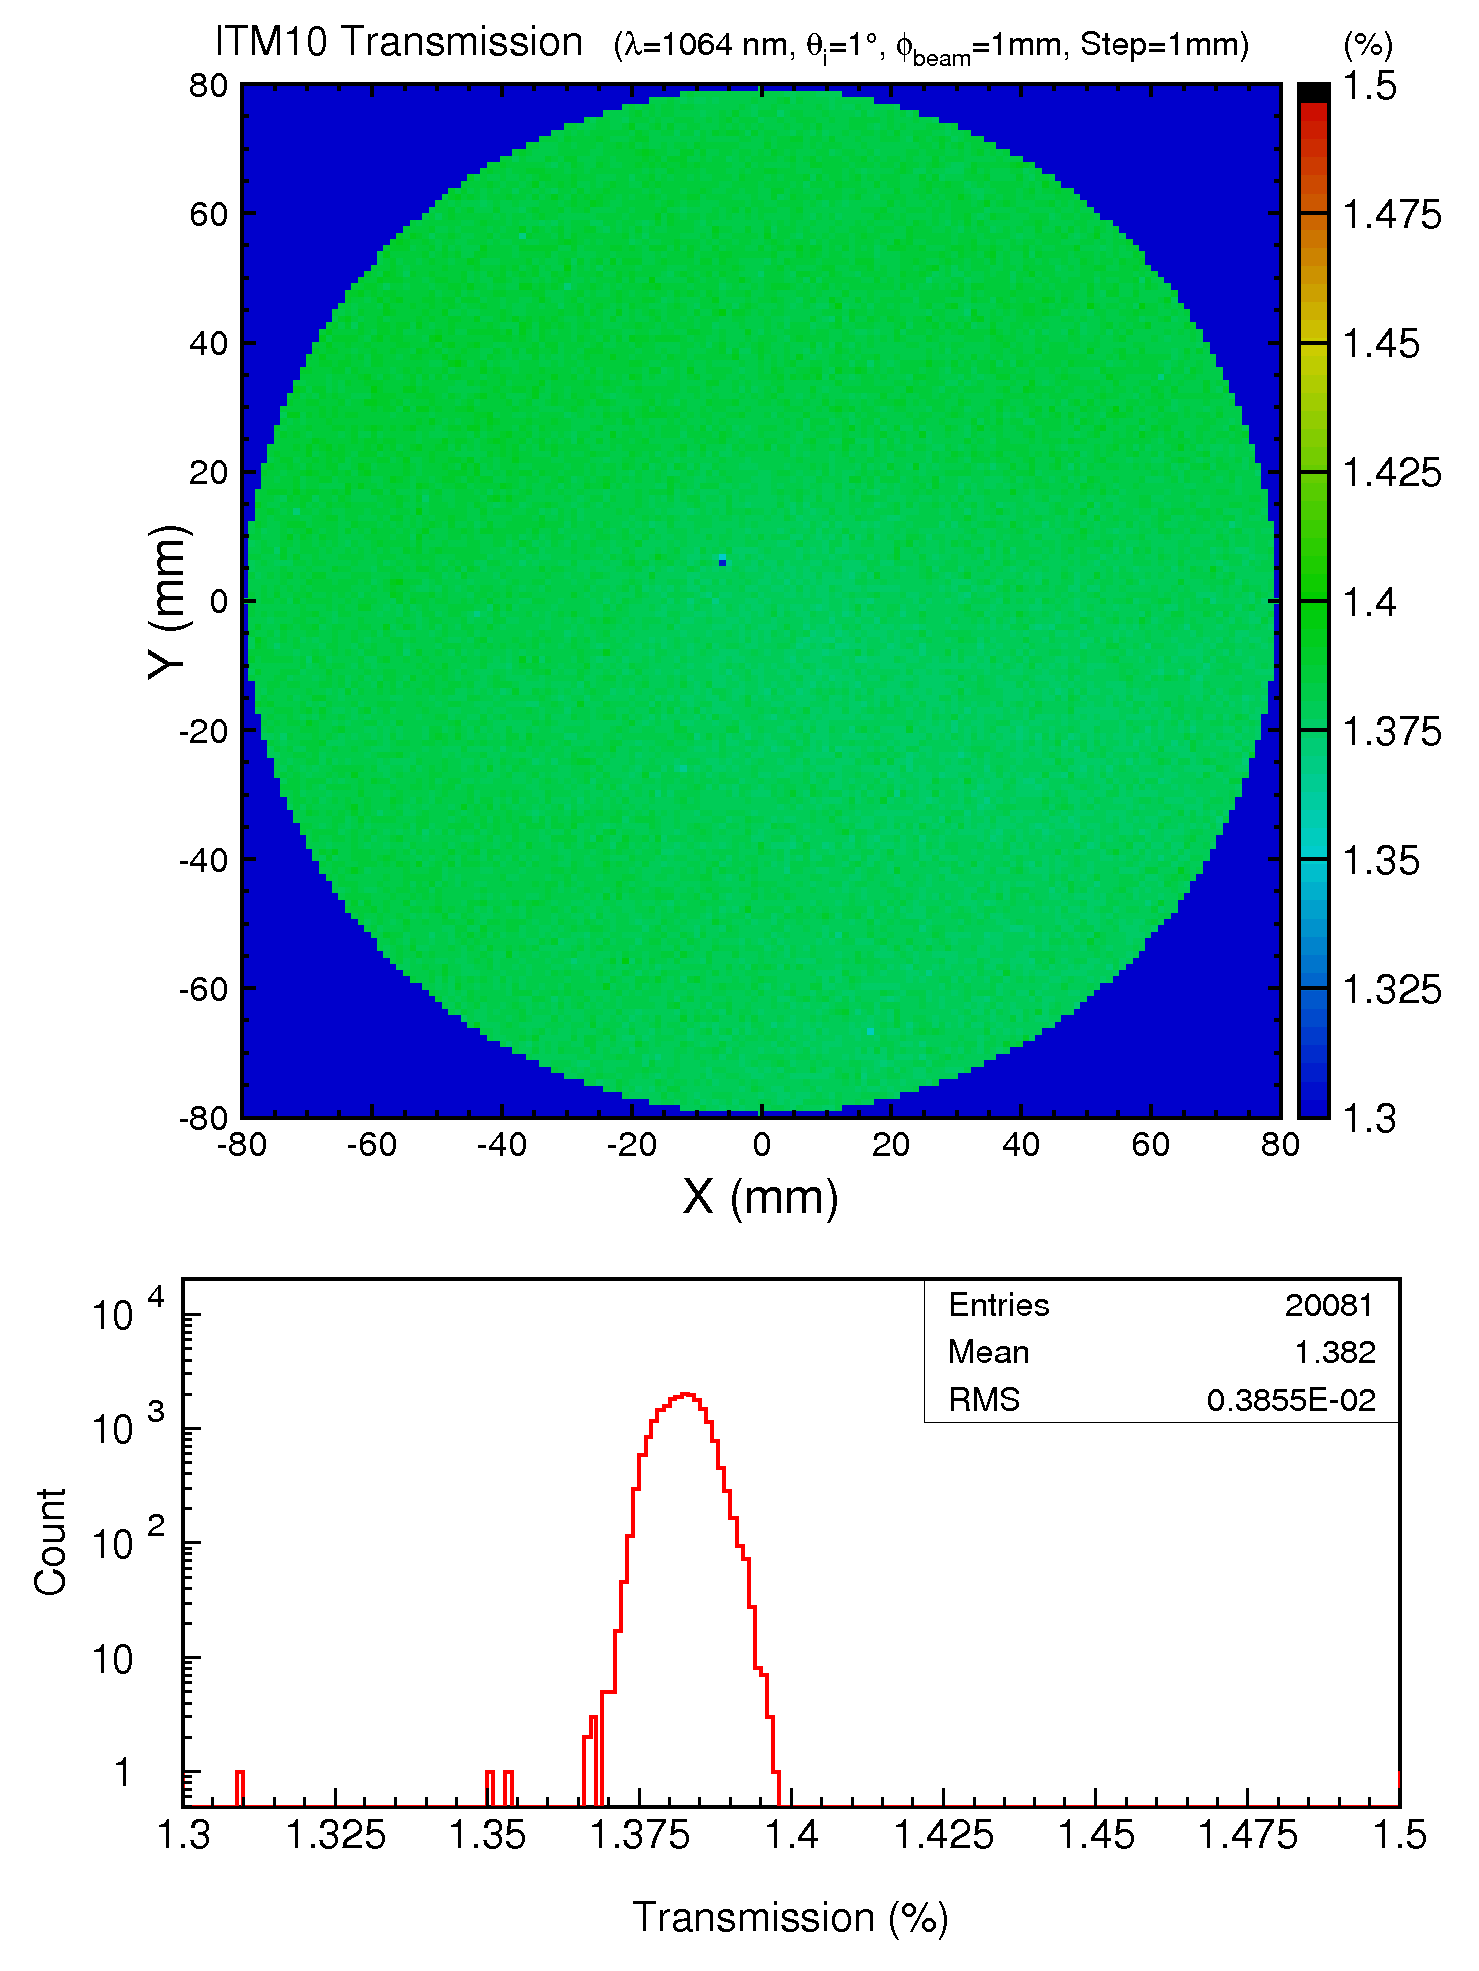 ITM10 Transmission (λ=1064 nm, θi=1°, ϕbeam=1mm, Step=1mm) (%)
80
60
40
20
0
-20
-40
-60
-80
Y (mm)
-80 -60 -40 -20 0 20 40 60 80
X (mm)
1.5
1.475
1.45
1.425
1.4
1.375
1.35
1.325
1.3
Entries 20081
Mean 1.382
RMS 0.3855E-02
10 4
10 3
10 2
10
1
Count
1.3 1.325 1.35 1.375 1.4 1.425 1.45 1.475 1.5
Transmission (%)